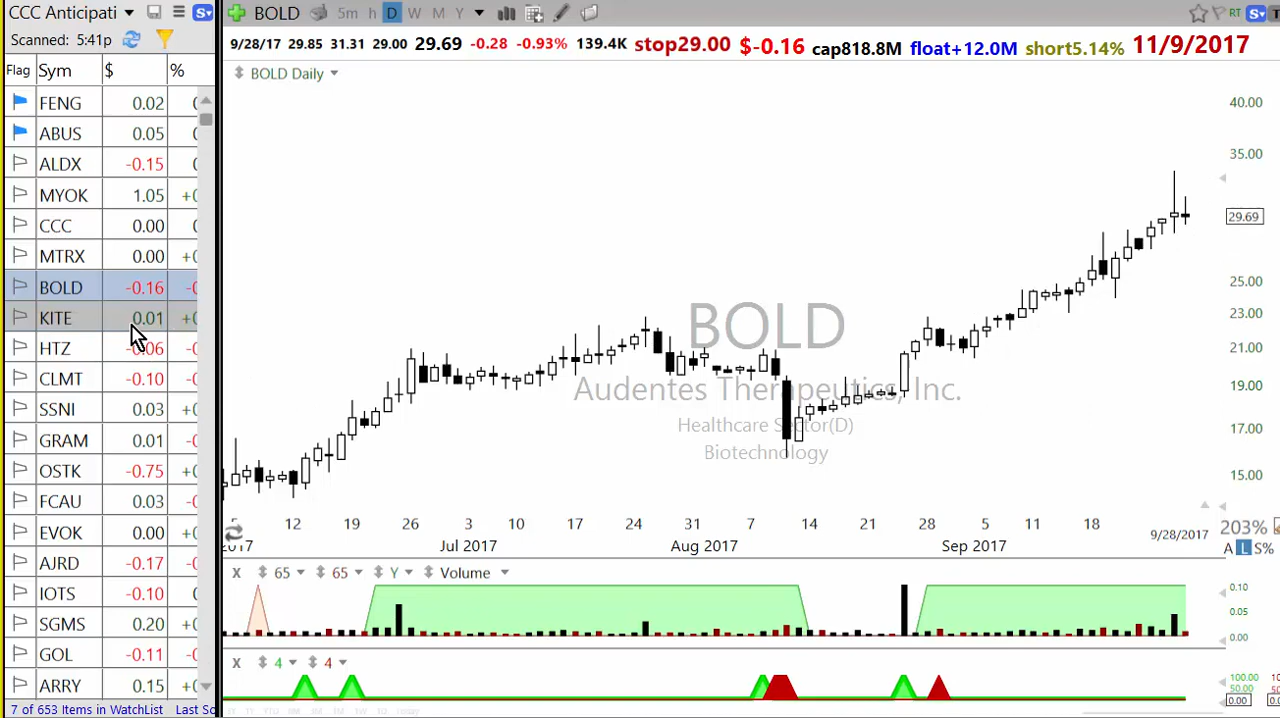 CCC Anticipati
Scanned: 5:41p
Flag Sym $ %
FENG 0.02
ABUS 0.05
ALDX -0.15
MYOK 1.05
CCC 0.00
MTRX 0.00
BOLD -0.16
KITE 0.01
HTZ -0.06
CLMT -0.10
SSNI 0.03
GRAM 0.01
OSTK -0.75
FCAU 0.03
EVOK 0.00
AJRD -0.17
IOTS -0.10
SGMS 0.20
GOL -0.11
ARRY 0.15
7 of 653 Items in WatchList Last Sc
BOLD 5m h D W M Y RT
9/28/17 29.85 31.31 29.00 29.69 -0.28 -0.93% 139.4K stop29.00 $-0.16 cap818.8M float+12.0M short5.14% 11/9/2017
BOLD Daily
40.00
35.00
29.69
25.00
23.00
21.00
19.00
17.00
15.00
BOLD
Audentes Therapeutics, Inc.
Healthcare Sector(D)
Biotechnology
12 19 26 3 10 17 24 31 7 14 21 28 5 11 18
2017 Jul 2017 Aug 2017 Sep 2017 9/28/2017
203%
A L S%
X 65 65 Y Volume
0.10
0.05
0.00
X 4 4
100.00
50.00
0.00